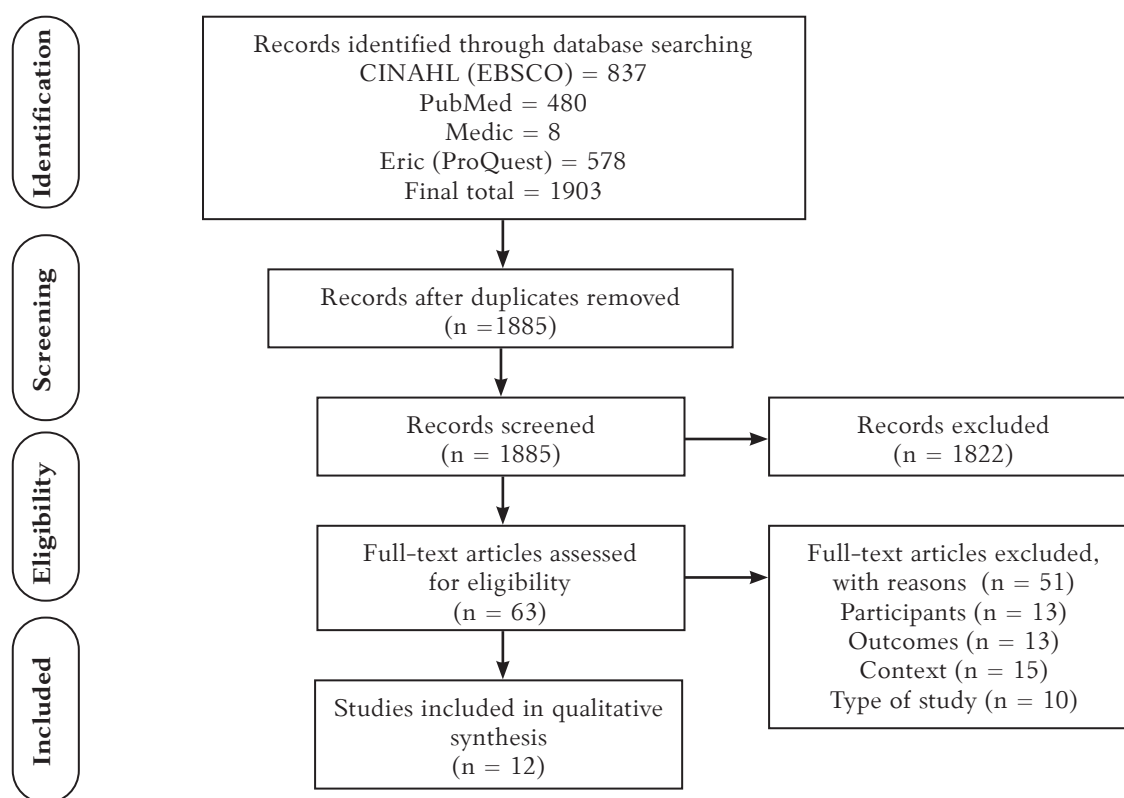 Identification
Records identified through database searching
CINAHL (EBSCO) = 837
PubMed = 480
Medic = 8
Eric (ProQuest) = 578
Final total = 1903
Screening
Records after duplicates removed
(n =1885)
Records screened
(n = 1885)
Records excluded
(n = 1822)
Eligibility
Full-text articles assessed
for eligibility
(n = 63)
Full-text articles excluded,
with reasons (n = 51)
Participants (n = 13)
Outcomes (n = 13)
Context (n = 15)
Type of study (n = 10)
Included
Studies included in qualitative
synthesis
(n = 12)